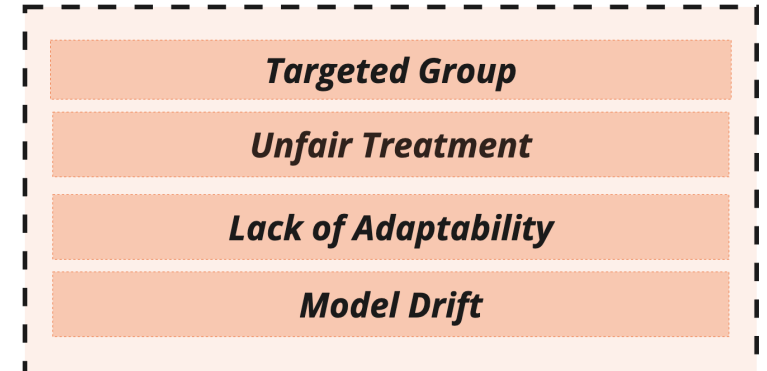 Targeted Group
Unfair Treatment
Lack of Adaptability
Model Drift